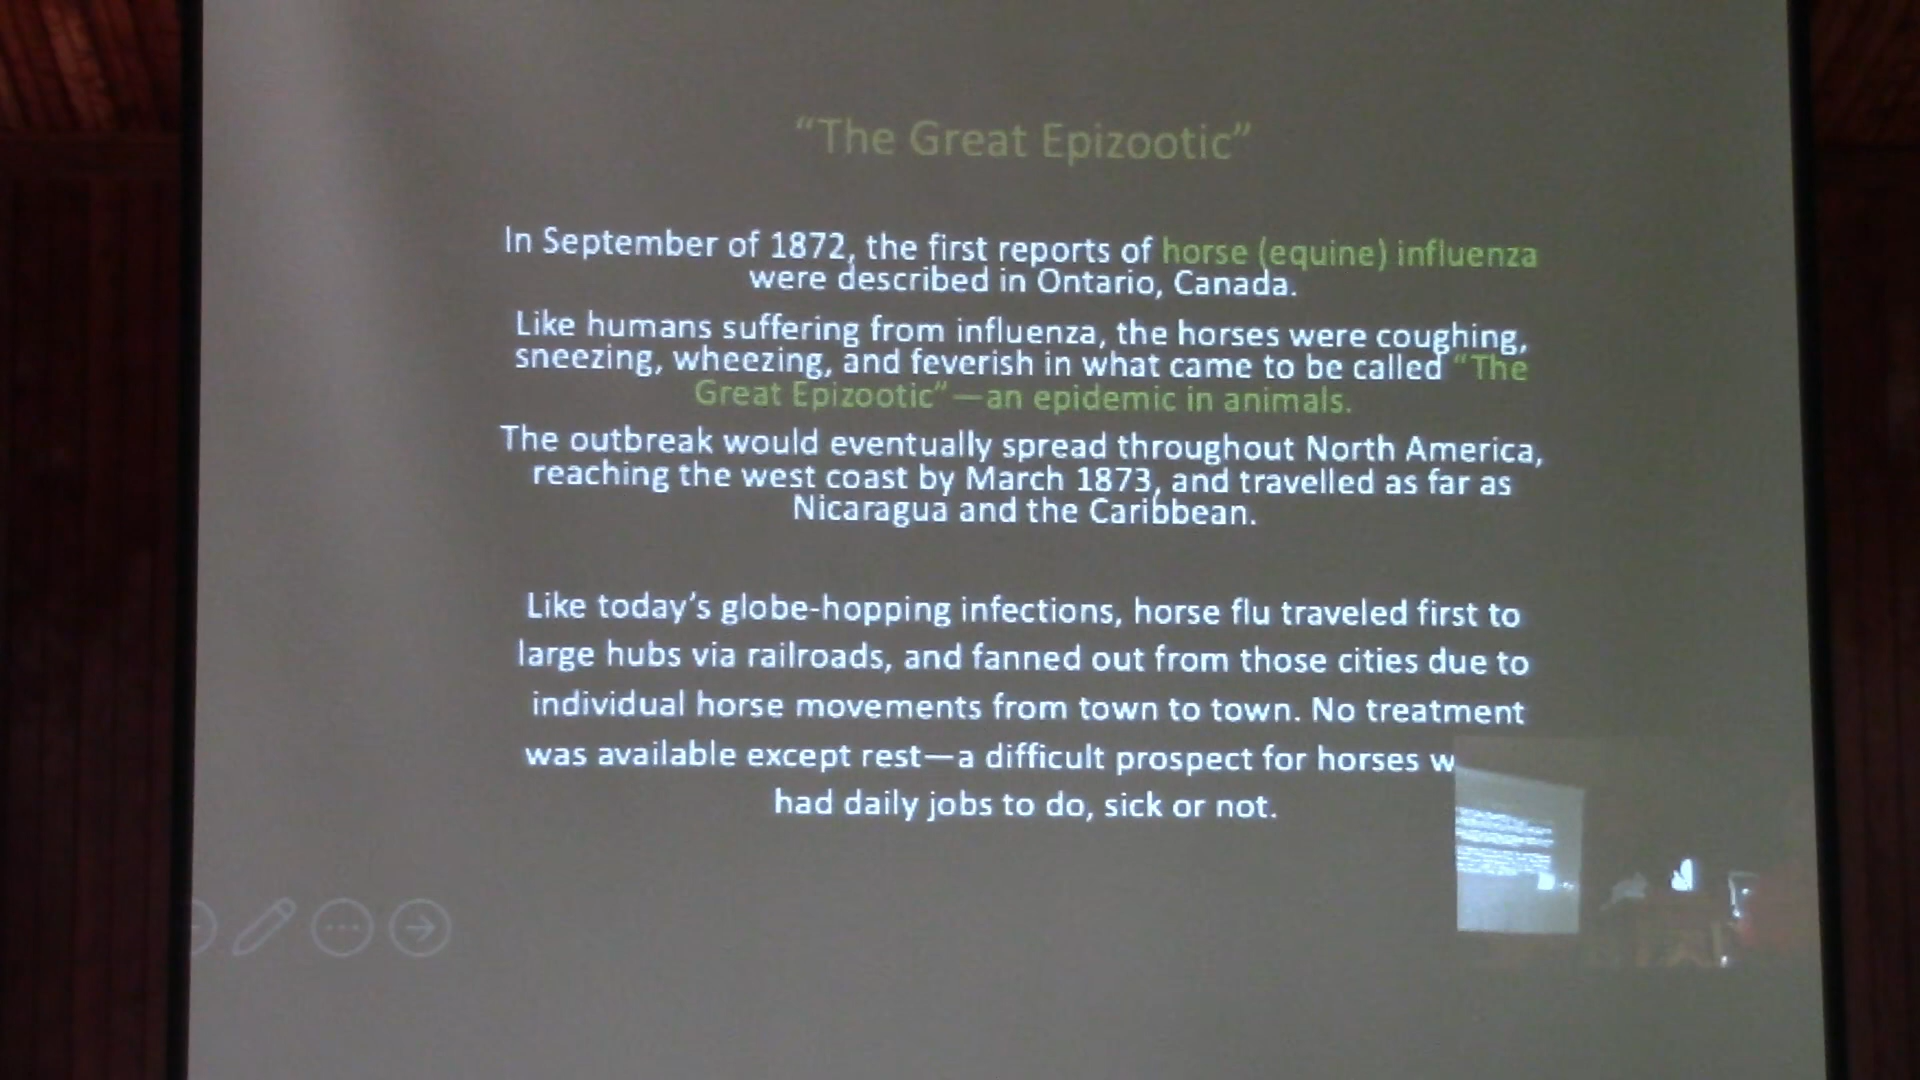 “The Great Epizootic”
In September of 1872, the first reports of horse (equine) influenza
were described in Ontario, Canada.
Like humans suffering from influenza, the horses were coughing,
sneezing, wheezing, and feverish in what came to be called “The
Great Epizootic”—an epidemic in animals.
The outbreak would eventually spread throughout North America,
reaching the west coast by March 1873, and travelled as far as
Nicaragua and the Caribbean.
Like today’s globe-hopping infections, horse flu traveled first to
large hubs via railroads, and fanned out from those cities due to
individual horse movements from town to town. No treatment
was available except rest—a difficult prospect for horses
had daily jobs to do, sick or not.